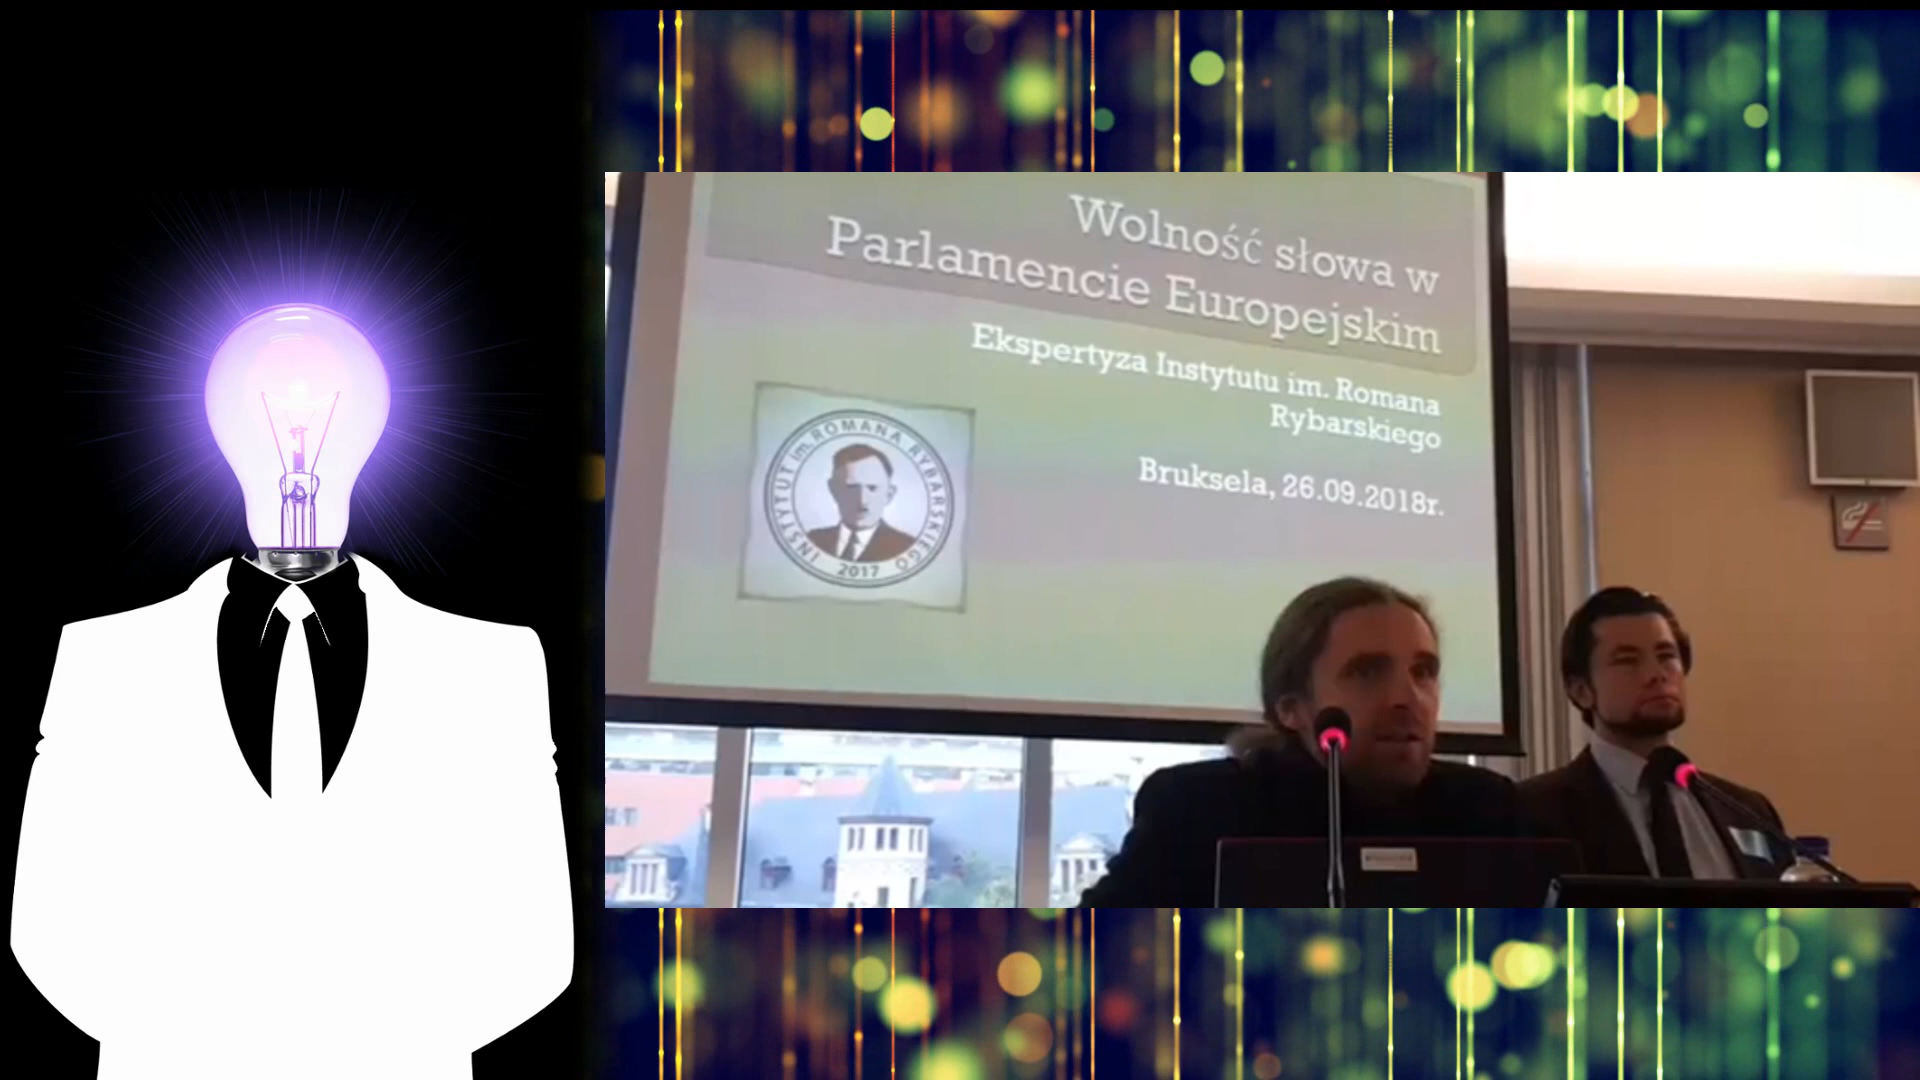 Wolność słowa w
Parlamencie Europejskim
Ekspertyza Instytutu im. Romana
Rybarskiego
Bruksela, 26.09.2018r.
INSTYTUT im. ROMANA RYBARSKIEGO
2017